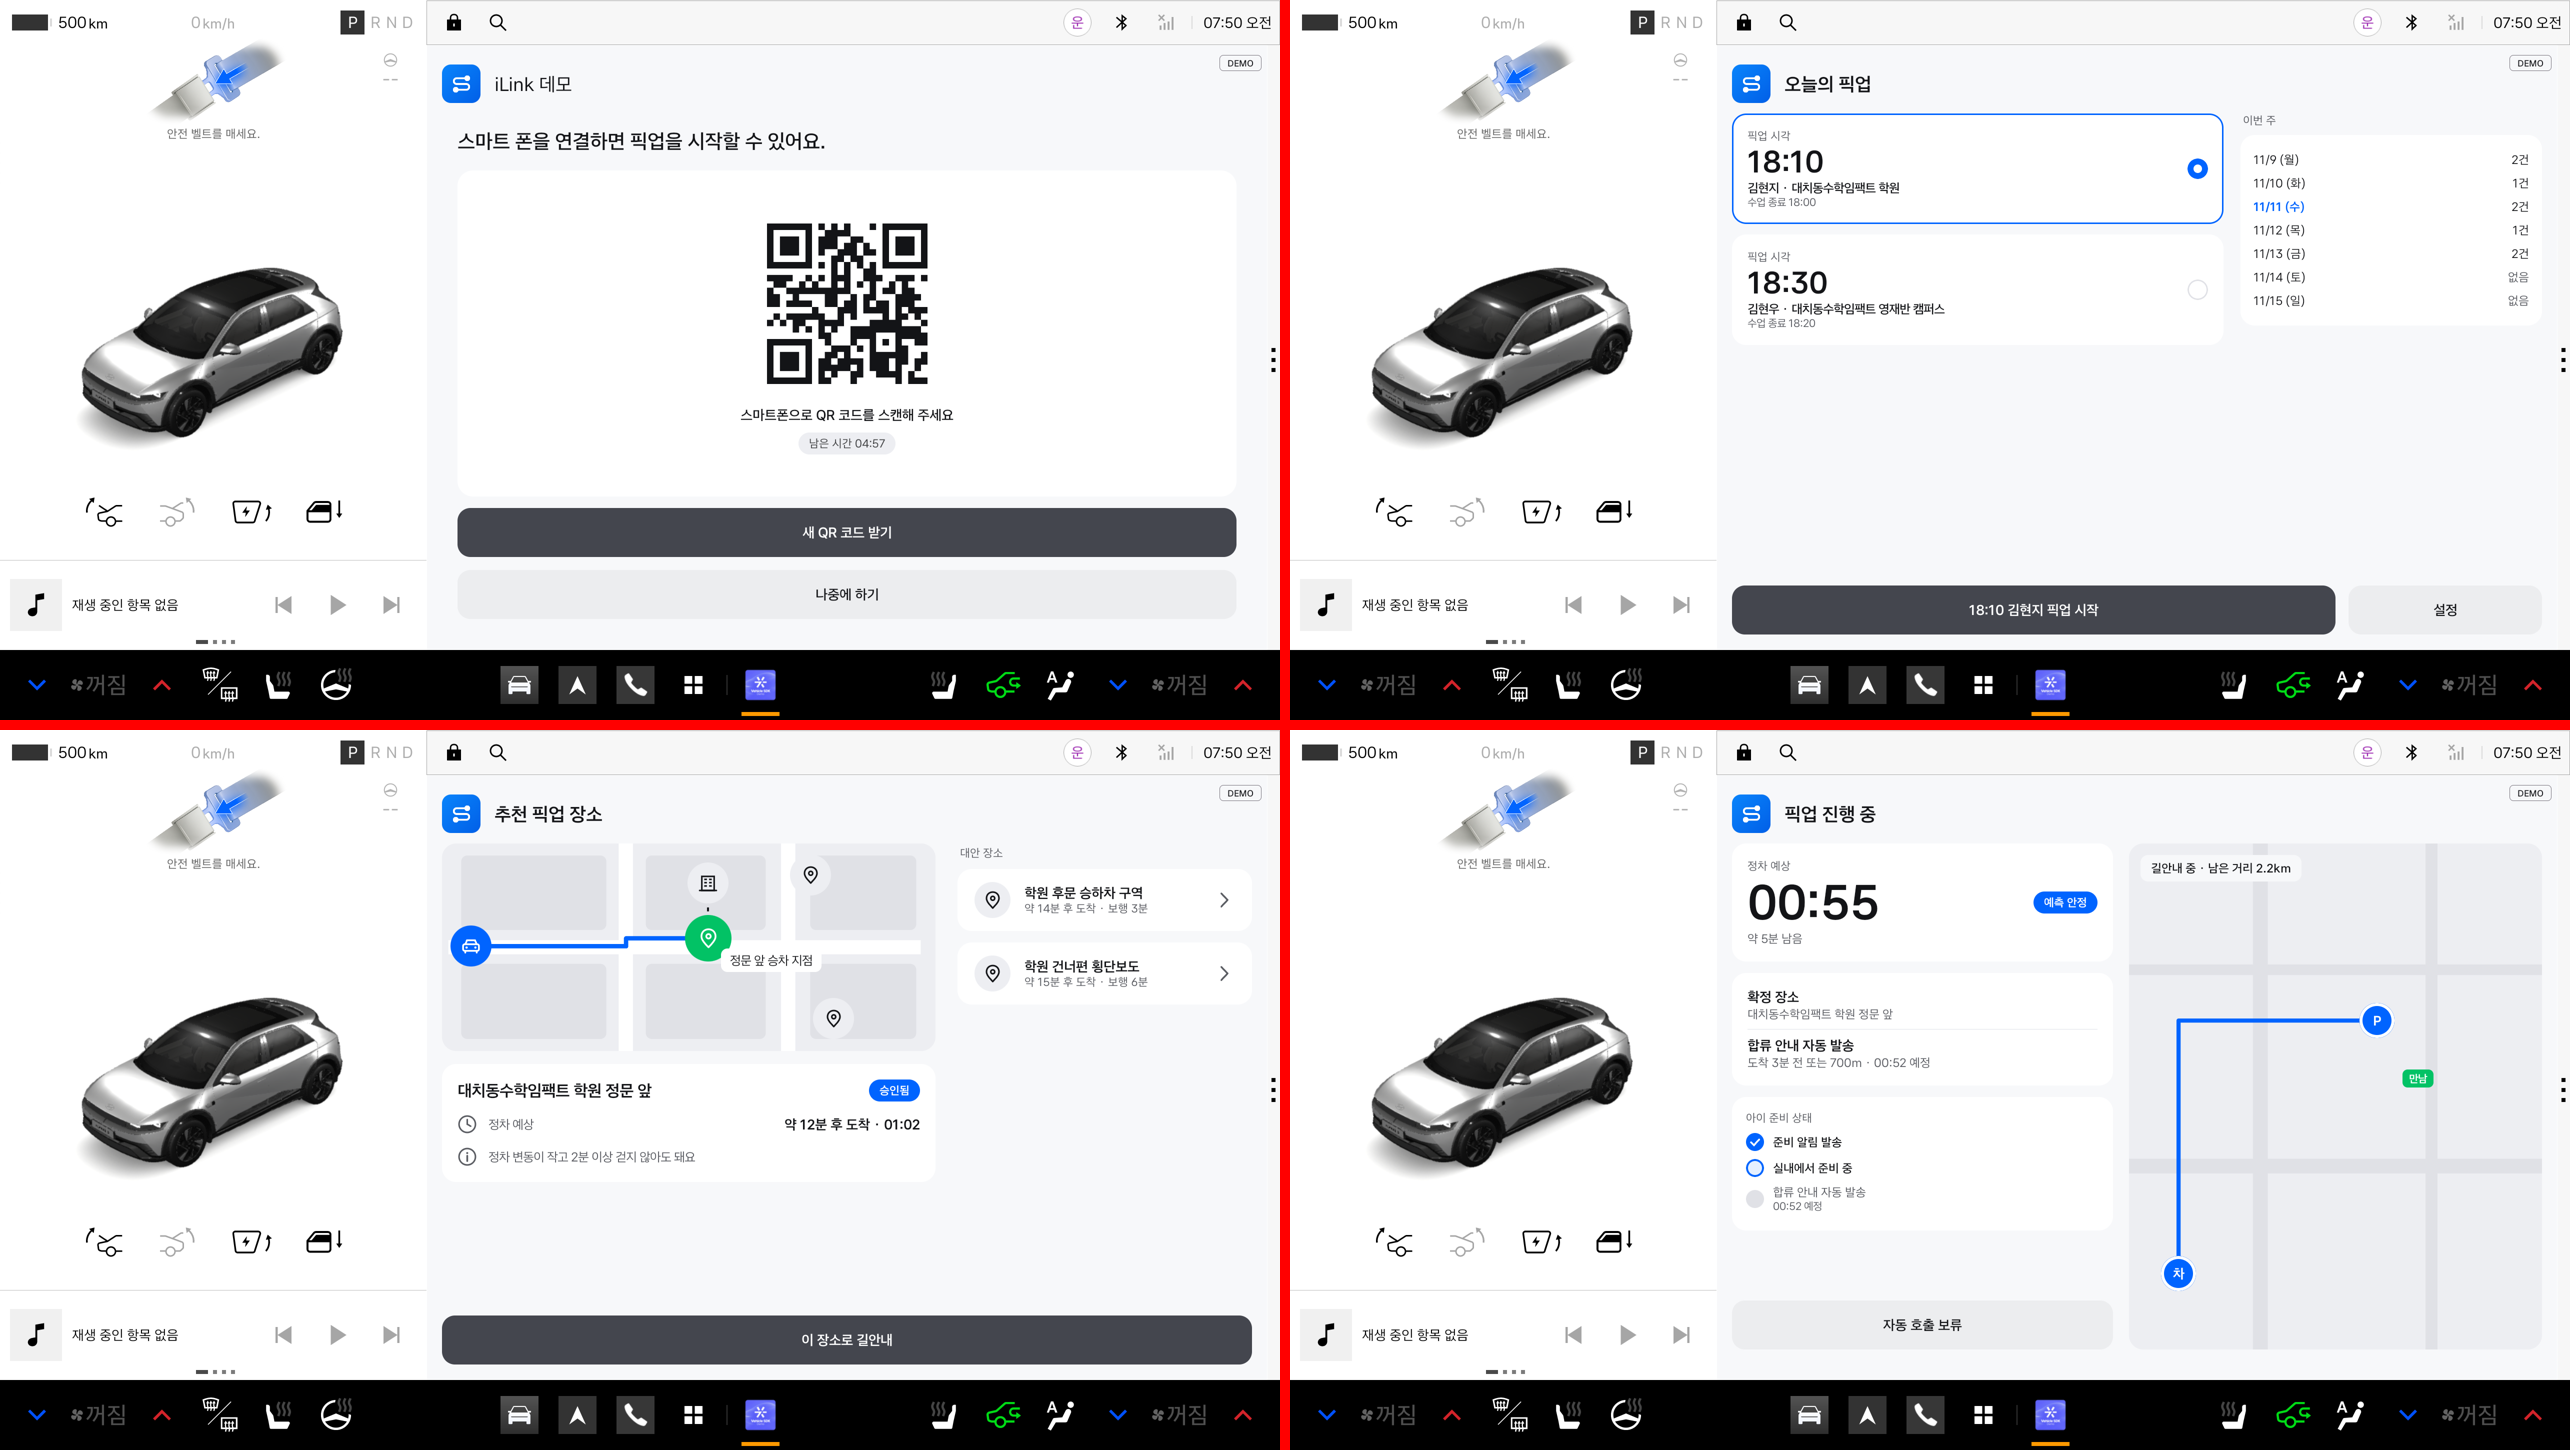 500 km
0 km/h
P R N D
안전 벨트를 매세요.
재생 중인 항목 없음
운
07:50 오전
DEMO
iLink 데모
스마트 폰을 연결하면 픽업을 시작할 수 있어요.
스마트폰으로 QR 코드를 스캔해 주세요
남은 시간 04:57
새 QR 코드 받기
나중에 하기
꺼짐
A
꺼짐
500 km
0 km/h
P R N D
안전 벨트를 매세요.
재생 중인 항목 없음
운
07:50 오전
DEMO
오늘의 픽업
픽업 시각
18:10
김현지 · 대치동수학임팩트 학원
수업 종료 18:00
픽업 시각
18:30
김현우 · 대치동수학임팩트 영재반 캠퍼스
수업 종료 18:20
이번 주
11/9 (월) 2건
11/10 (화) 1건
11/11 (수) 2건
11/12 (목) 1건
11/13 (금) 2건
11/14 (토) 없음
11/15 (일) 없음
18:10 김현지 픽업 시작
설정
꺼짐
A
꺼짐
500 km
0 km/h
P R N D
안전 벨트를 매세요.
재생 중인 항목 없음
운
07:50 오전
DEMO
추천 픽업 장소
정문 앞 승차 지점
대치동수학임팩트 학원 정문 앞
승인됨
정차 예상
약 12분 후 도착 · 01:02
정차 변동이 작고 2분 이상 걷지 않아도 돼요
대안 장소
학원 후문 승하차 구역
약 14분 후 도착 · 보행 3분
학원 건너편 횡단보도
약 15분 후 도착 · 보행 6분
이 장소로 길안내
꺼짐
A
꺼짐
500 km
0 km/h
P R N D
안전 벨트를 매세요.
재생 중인 항목 없음
운
07:50 오전
DEMO
픽업 진행 중
정차 예상
00:55
약 5분 남음
예측 안정
확정 장소
대치동수학임팩트 학원 정문 앞
합류 안내 자동 발송
도착 3분 전 또는 700m · 00:52 예정
아이 준비 상태
준비 알림 발송
실내에서 준비 중
합류 안내 자동 발송
00:52 예정
자동 호출 보류
길안내 중 · 남은 거리 2.2km
P
만남
차
꺼짐
A
꺼짐